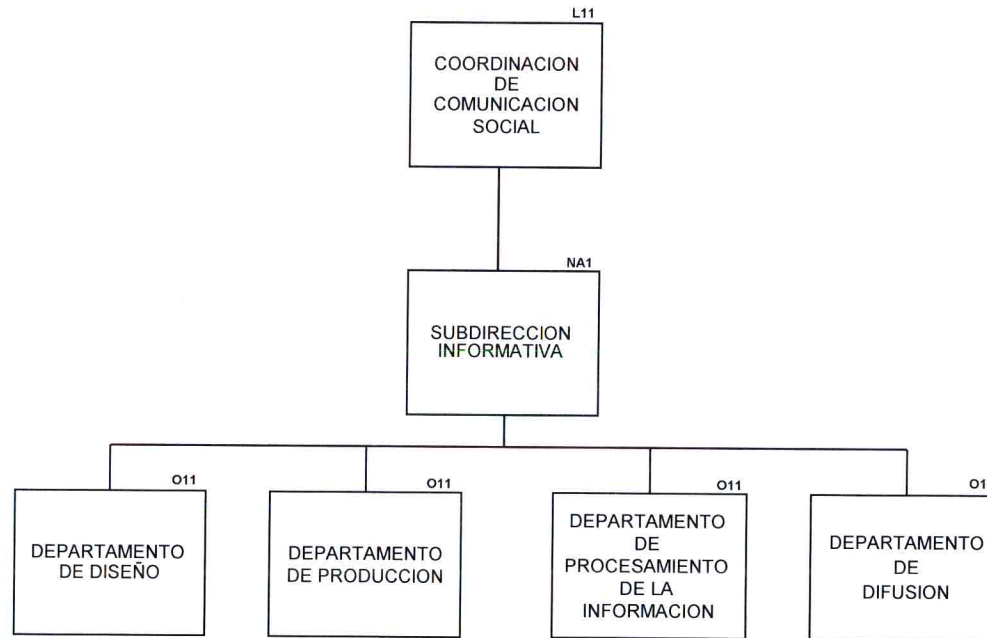 L11
COORDINACION
DE
COMUNICACION
SOCIAL
NA1
SUBDIRECCION
INFORMATIVA
O11
DEPARTAMENTO
DE DISEÑO
O11
DEPARTAMENTO
DE PRODUCCION
O11
DEPARTAMENTO
DE
PROCESAMIENTO
DE LA
INFORMACION
O1
DEPARTAMENTO
DE
DIFUSION